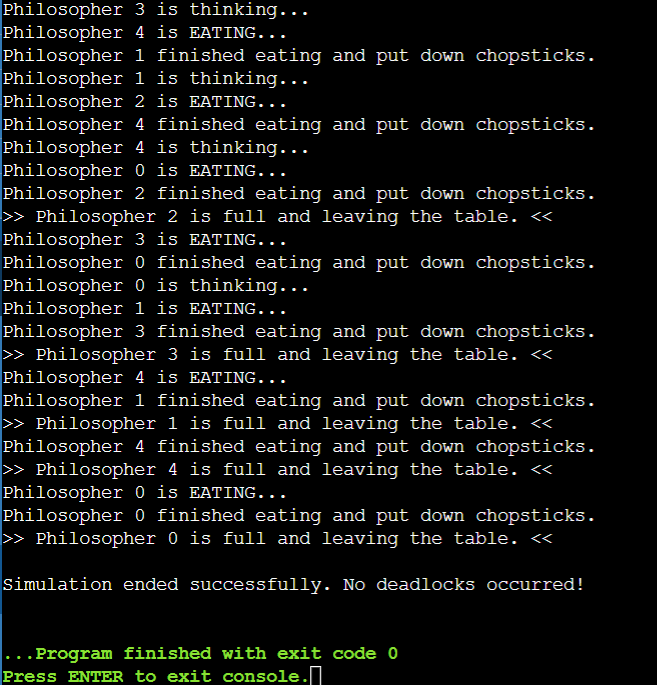 Philosopher 3 is thinking...
Philosopher 4 is EATING...
Philosopher 1 finished eating and put down chopsticks.
Philosopher 1 is thinking...
Philosopher 2 is EATING...
Philosopher 4 finished eating and put down chopsticks.
Philosopher 4 is thinking...
Philosopher 0 is EATING...
Philosopher 2 finished eating and put down chopsticks.
>> Philosopher 2 is full and leaving the table. <<
Philosopher 3 is EATING...
Philosopher 0 finished eating and put down chopsticks.
Philosopher 0 is thinking...
Philosopher 1 is EATING...
Philosopher 3 finished eating and put down chopsticks.
>> Philosopher 3 is full and leaving the table. <<
Philosopher 4 is EATING...
Philosopher 1 finished eating and put down chopsticks.
>> Philosopher 1 is full and leaving the table. <<
Philosopher 4 finished eating and put down chopsticks.
>> Philosopher 4 is full and leaving the table. <<
Philosopher 0 is EATING...
Philosopher 0 finished eating and put down chopsticks.
>> Philosopher 0 is full and leaving the table. <<
Simulation ended successfully. No deadlocks occurred!
...Program finished with exit code 0
Press ENTER to exit console.